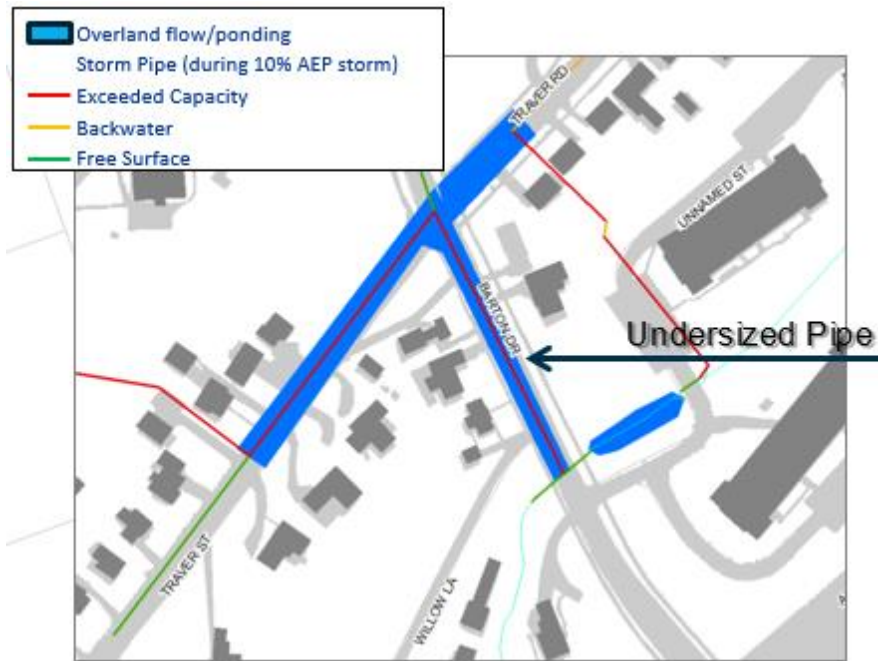 Overland flow/ponding
Storm Pipe (during 10% AEP storm)
Exceeded Capacity
Backwater
Free Surface
TRAVER RD
UNNAMED ST
BARTON DR
Undersized Pipe
TRAVER ST
WILLOW LA
A